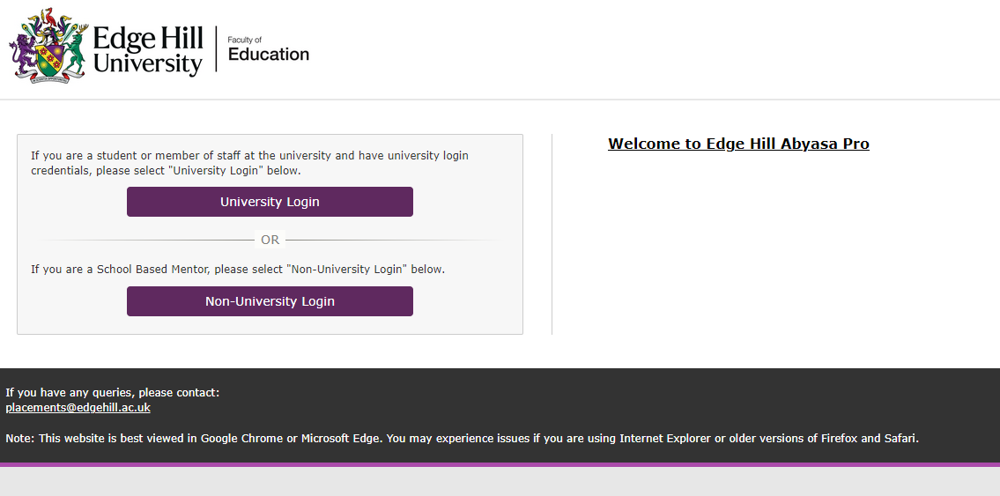 Edge Hill
University
Faculty of
Education
If you are a student or member of staff at the university and have university login
credentials, please select "University Login" below.
University Login
OR
If you are a School Based Mentor, please select "Non-University Login" below.
Non-University Login
Welcome to Edge Hill Abyasa Pro
If you have any queries, please contact:
placements@edgehill.ac.uk
Note: This website is best viewed in Google Chrome or Microsoft Edge. You may experience issues if you are using Internet Explorer or older versions of Firefox and Safari.